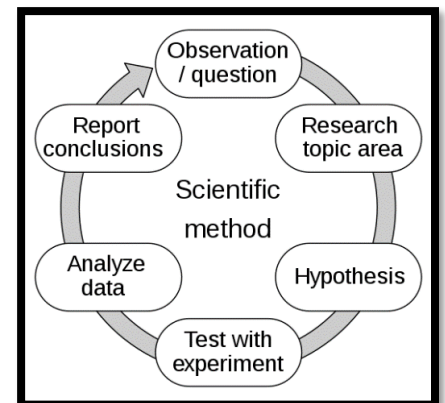 Observation
/ question
Research
topic area
Hypothesis
Test with
experiment
Analyze
data
Report
conclusions
Scientific
method